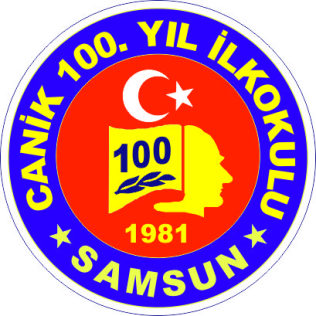 CANİK 100. YIL İLKOKULU
100
1981
SAMSUN